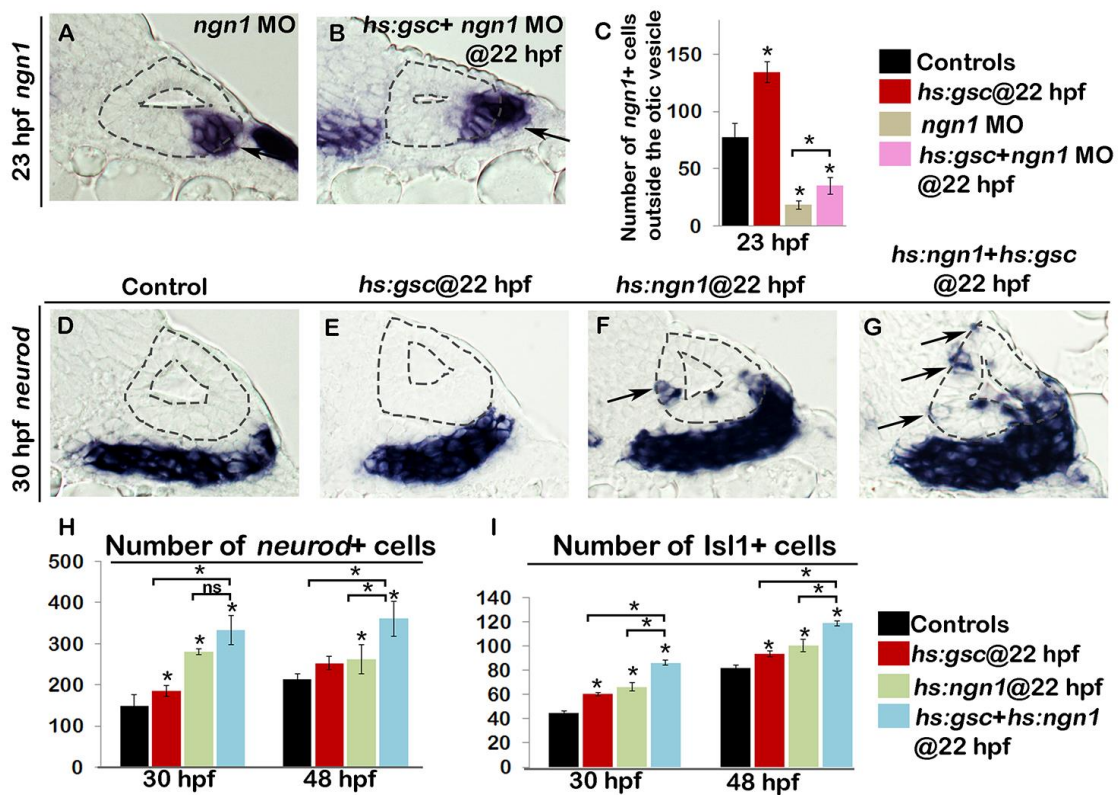 A
ngn1 MO
B
hs:gsc+ ngn1 MO
@22 hpf
23 hpf ngn1
C
Number of ngn1+ cells
outside the otic vesicle
150
100
50
0
*
*
*
*
23 hpf
Controls
hs:gsc@22 hpf
ngn1 MO
hs:gsc+ngn1 MO
@22 hpf
Control
hs:gsc@22 hpf
hs:ngn1@22 hpf
hs:ngn1+hs:gsc
@22 hpf
30 hpf neurod
D
E
F
G
H
Number of neurod+ cells
500
400
300
200
100
0
*
ns
*
*
*
*
*
*
*
30 hpf
48 hpf
I
Number of Isl1+ cells
140
120
100
80
60
40
20
0
*
*
*
*
*
*
*
*
*
*
30 hpf
48 hpf
Controls
hs:gsc@22 hpf
hs:ngn1@22 hpf
hs:gsc+hs:ngn1
@22 hpf